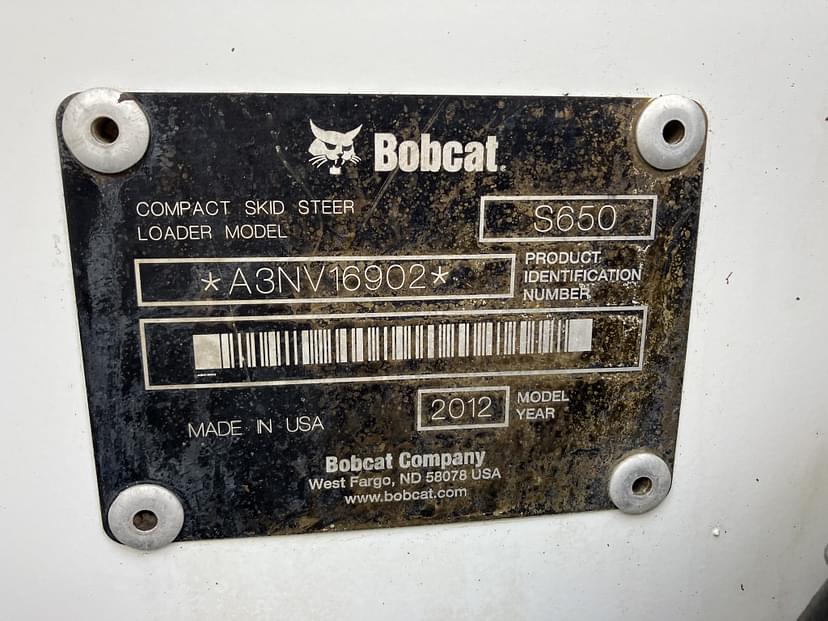 Bobcat
COMPACT SKID STEER
LOADER MODEL
S650
*A3NV16902*
PRODUCT
IDENTIFICATION
NUMBER
MADE IN USA
2012
MODEL
YEAR
Bobcat Company
West Fargo, ND 58078 USA
www.bobcat.com